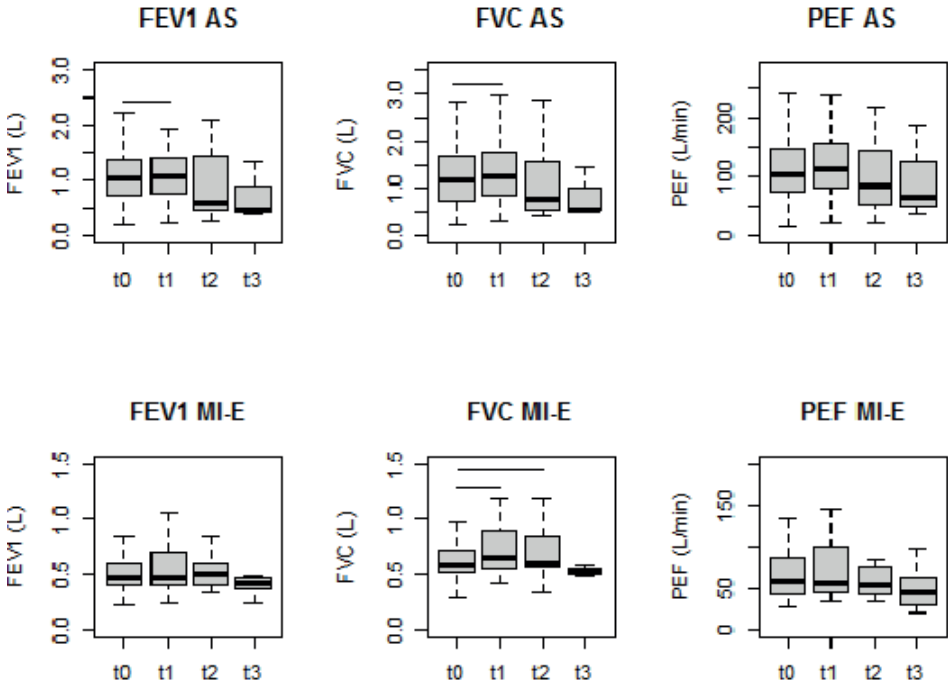 FEV1 AS
FEV1 (L)
3.0
2.0
1.0
0.0
t0 t1 t2 t3
FVC AS
FVC (L)
3.0
2.0
1.0
0.0
t0 t1 t2 t3
PEF AS
PEF (L/min)
200
100
0
t0 t1 t2 t3
FEV1 MI-E
FEV1 (L)
1.5
1.0
0.5
0.0
t0 t1 t2 t3
FVC MI-E
FVC (L)
1.5
1.0
0.5
0.0
t0 t1 t2 t3
PEF MI-E
PEF (L/min)
150
50
0
t0 t1 t2 t3